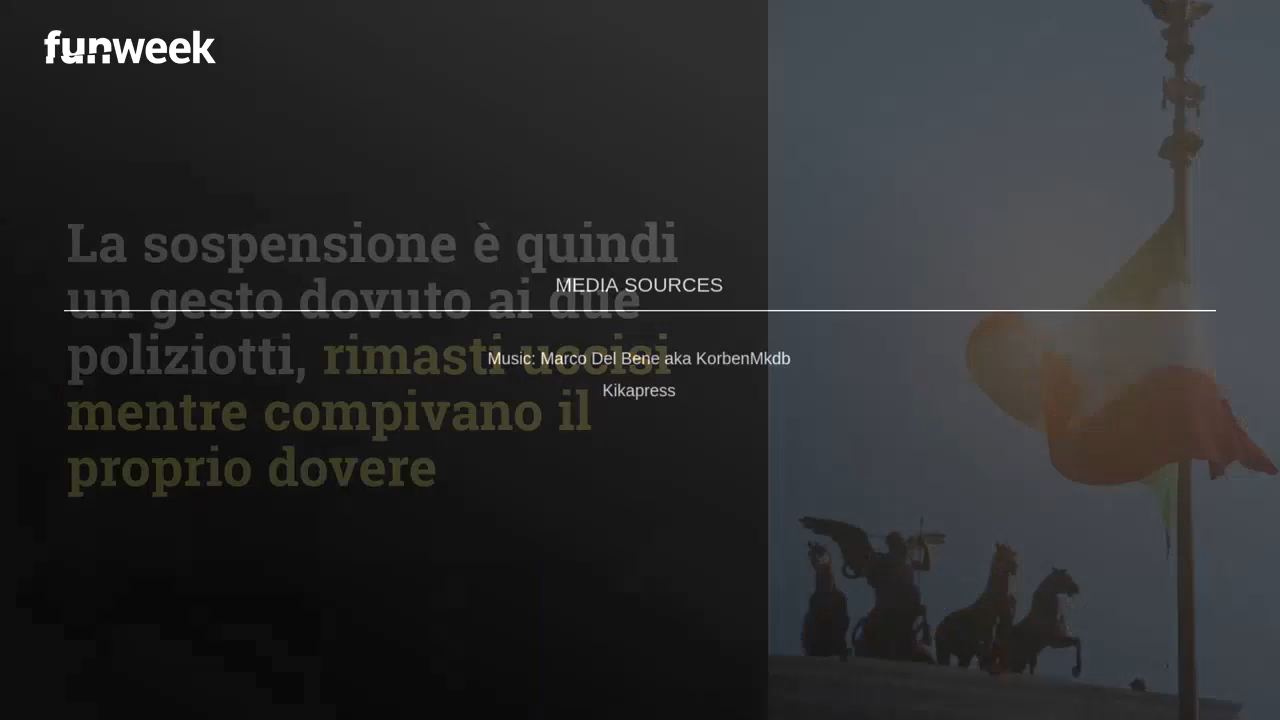 funweek
La sospensione è quindi
un gesto dovuto ai due
poliziotti, rimasti uccisi
mentre compivano il
proprio dovere
MEDIA SOURCES
Music: Marco Del Bene aka KorbenMkdb
Kikapress